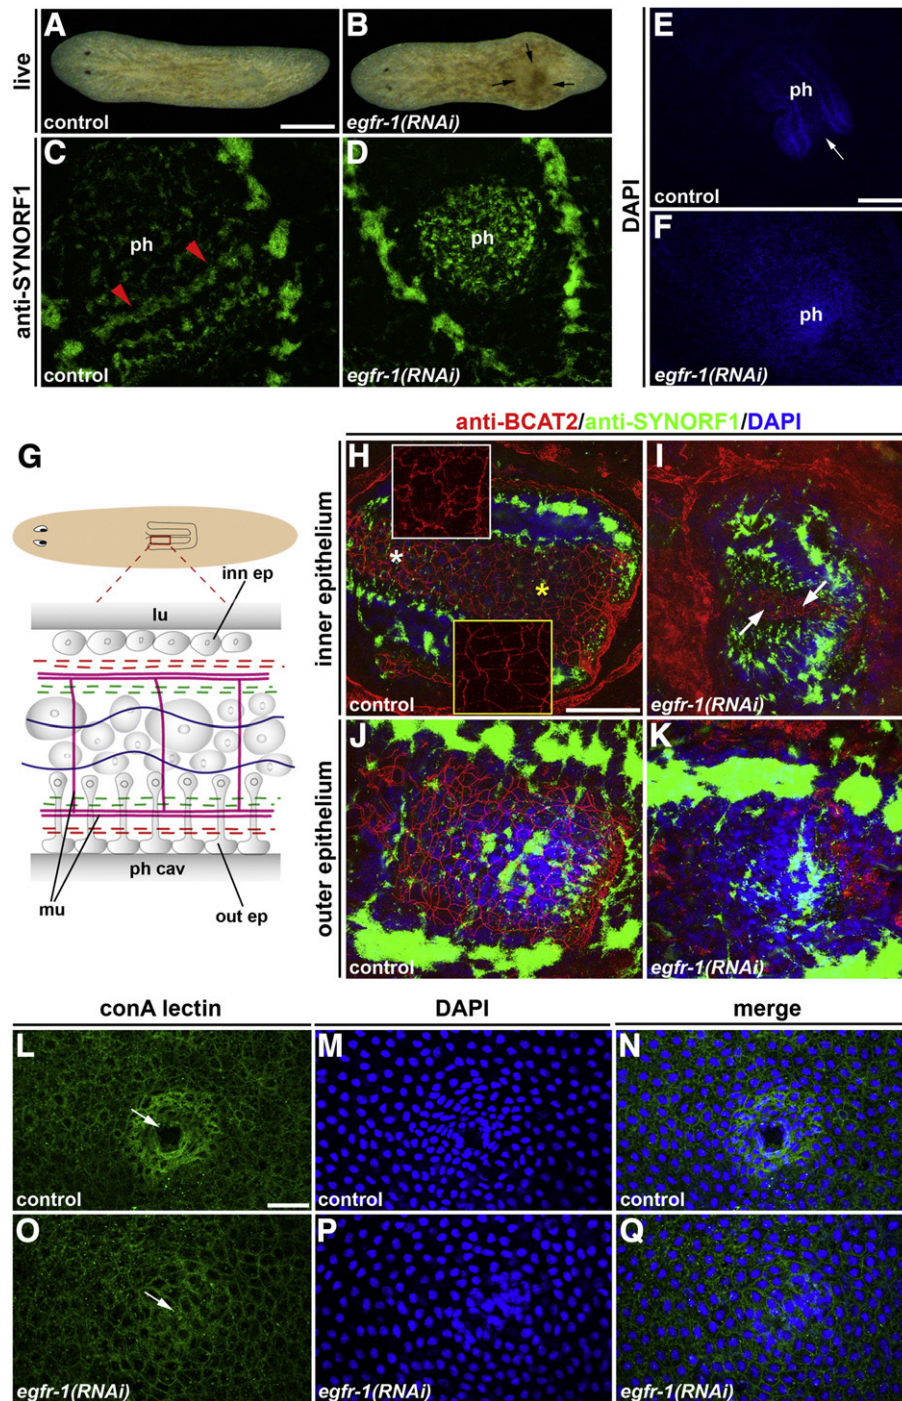 A
B
E
live
control
egfr-1(RNAi)
ph
control
C
D
F
DAPI
anti-SYNORF1
ph
ph
control
egfr-1(RNAi)
ph
egfr-1(RNAi)
anti-BCAT2/anti-SYNORF1/DAPI
G
H
I
inn ep
lu
*
*
inner epithelium
control
egfr-1(RNAi)
J
K
ph cav
mu
out ep
outer epithelium
control
egfr-1(RNAi)
conA lectin
DAPI
merge
L
M
N
control
control
control
O
P
Q
egfr-1(RNAi)
egfr-1(RNAi)
egfr-1(RNAi)